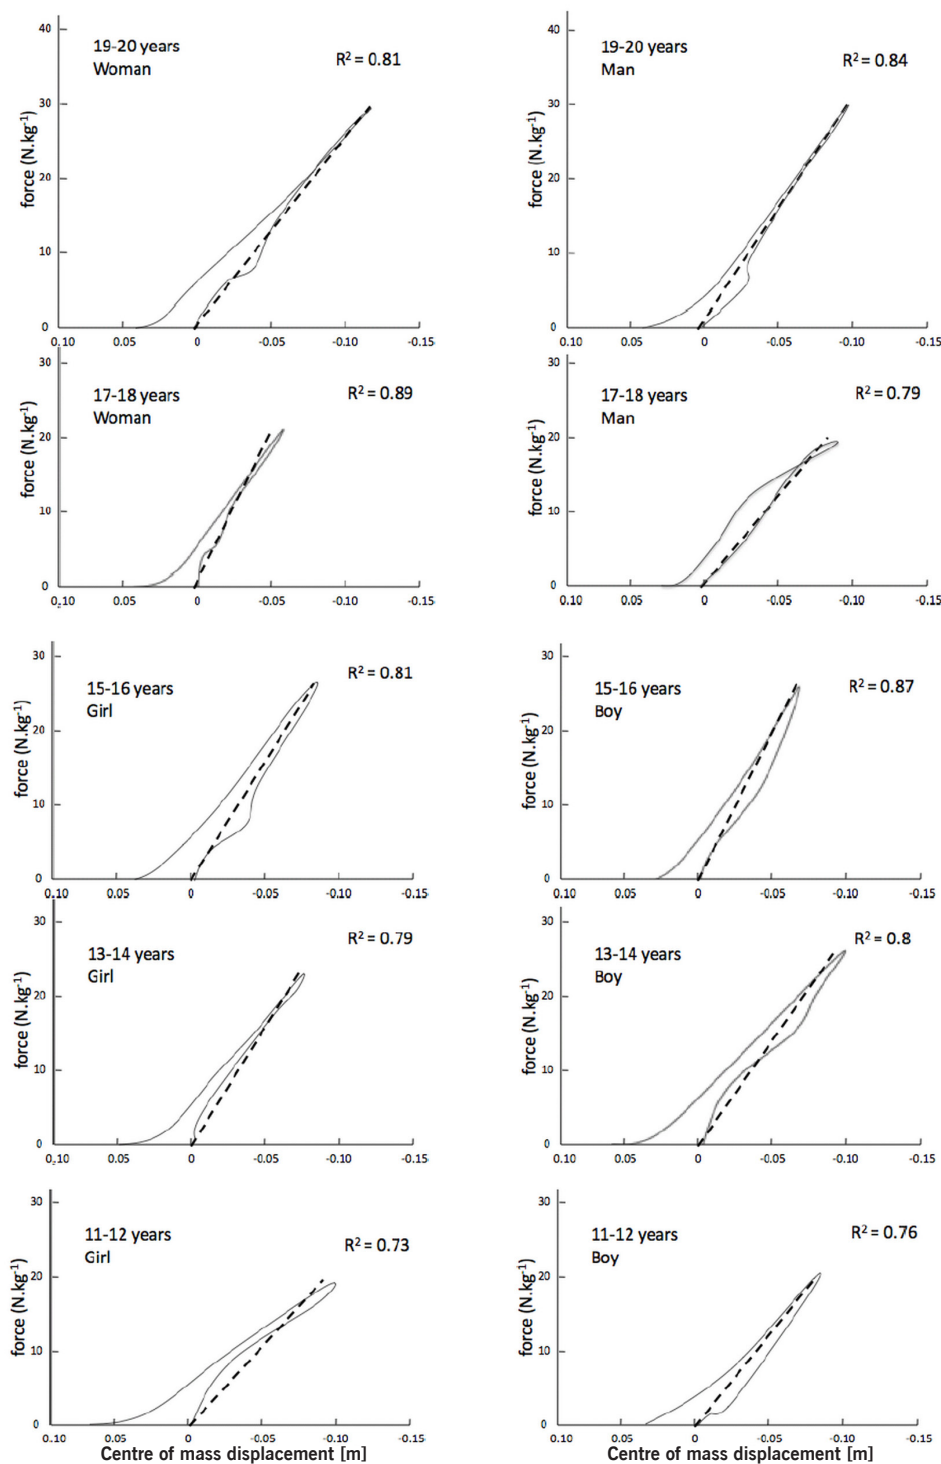 40
19-20 years
Woman
R² = 0.81
force (N.kg⁻¹)
30
20
10
0
0.10 0.05 0 -0.05 -0.10 -0.15
40
19-20 years
Man
R² = 0.84
force (N.kg⁻¹)
30
20
10
0
0.10 0.05 0 -0.05 -0.10 -0.15
30
17-18 years
Woman
R² = 0.89
force (N.kg⁻¹)
20
10
0
0.10 0.05 0 -0.05 -0.10 -0.15
30
17-18 years
Man
R² = 0.79
force (N.kg⁻¹)
20
10
0
0.10 0.05 0 -0.05 -0.10 -0.15
30
15-16 years
Girl
R² = 0.81
force (N.kg⁻¹)
20
10
0
0.10 0.05 0 -0.05 -0.10 -0.15
30
15-16 years
Boy
R² = 0.87
force (N.kg⁻¹)
20
10
0
0.10 0.05 0 -0.05 -0.10 -0.15
30
13-14 years
Girl
R² = 0.79
force (N.kg⁻¹)
20
10
0
0.10 0.05 0 -0.05 -0.10 -0.15
30
13-14 years
Boy
R² = 0.8
force (N.kg⁻¹)
20
10
0
0.10 0.05 0 -0.05 -0.10 -0.15
30
11-12 years
Girl
R² = 0.73
force (N.kg⁻¹)
20
10
0
0.10 0.05 0 -0.05 -0.10 -0.15
Centre of mass displacement [m]
30
11-12 years
Boy
R² = 0.76
force (N.kg⁻¹)
20
10
0
0.10 0.05 0 -0.05 -0.10 -0.15
Centre of mass displacement [m]